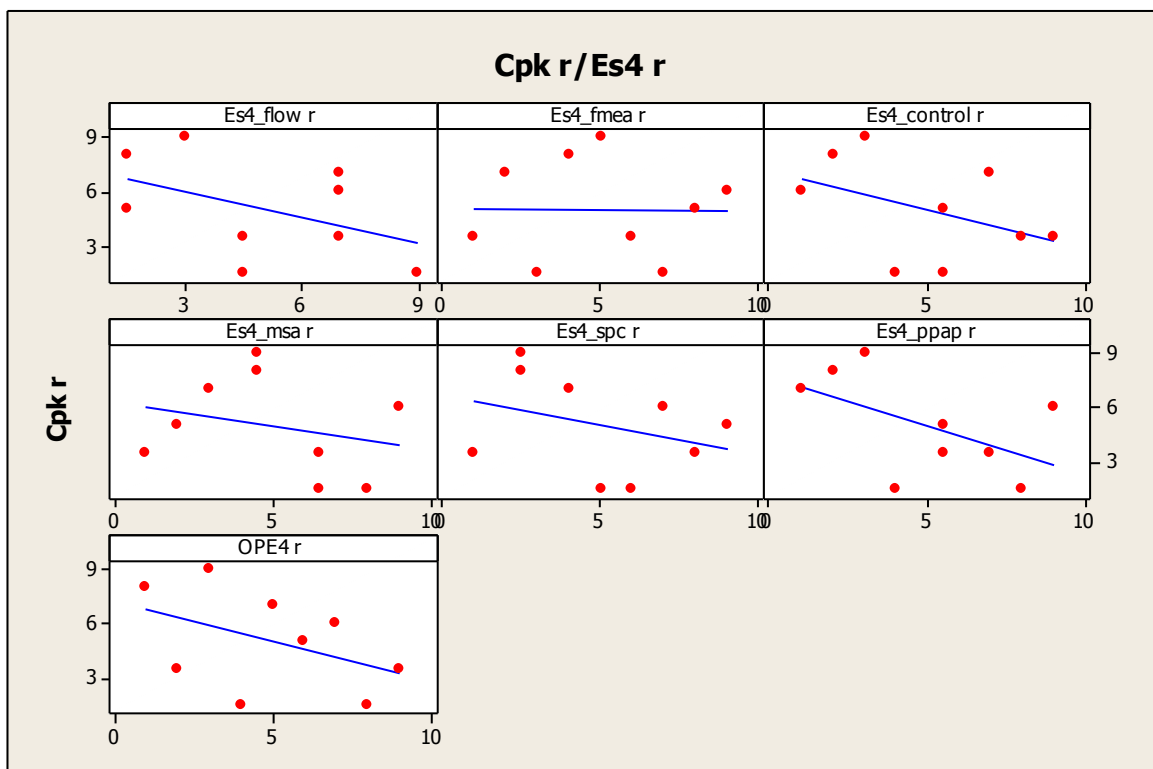 Cpk r/Es4 r
Es4_flow r Es4_fmea r Es4_control r
9
6
3
3 6 9 0 5 10 0 5 10
Es4_msa r Es4_spc r Es4_ppap r
9
6
3
0 5 10 0 5 10 0 5 10
Cpk r
OPE4 r
9
6
3
0 5 10